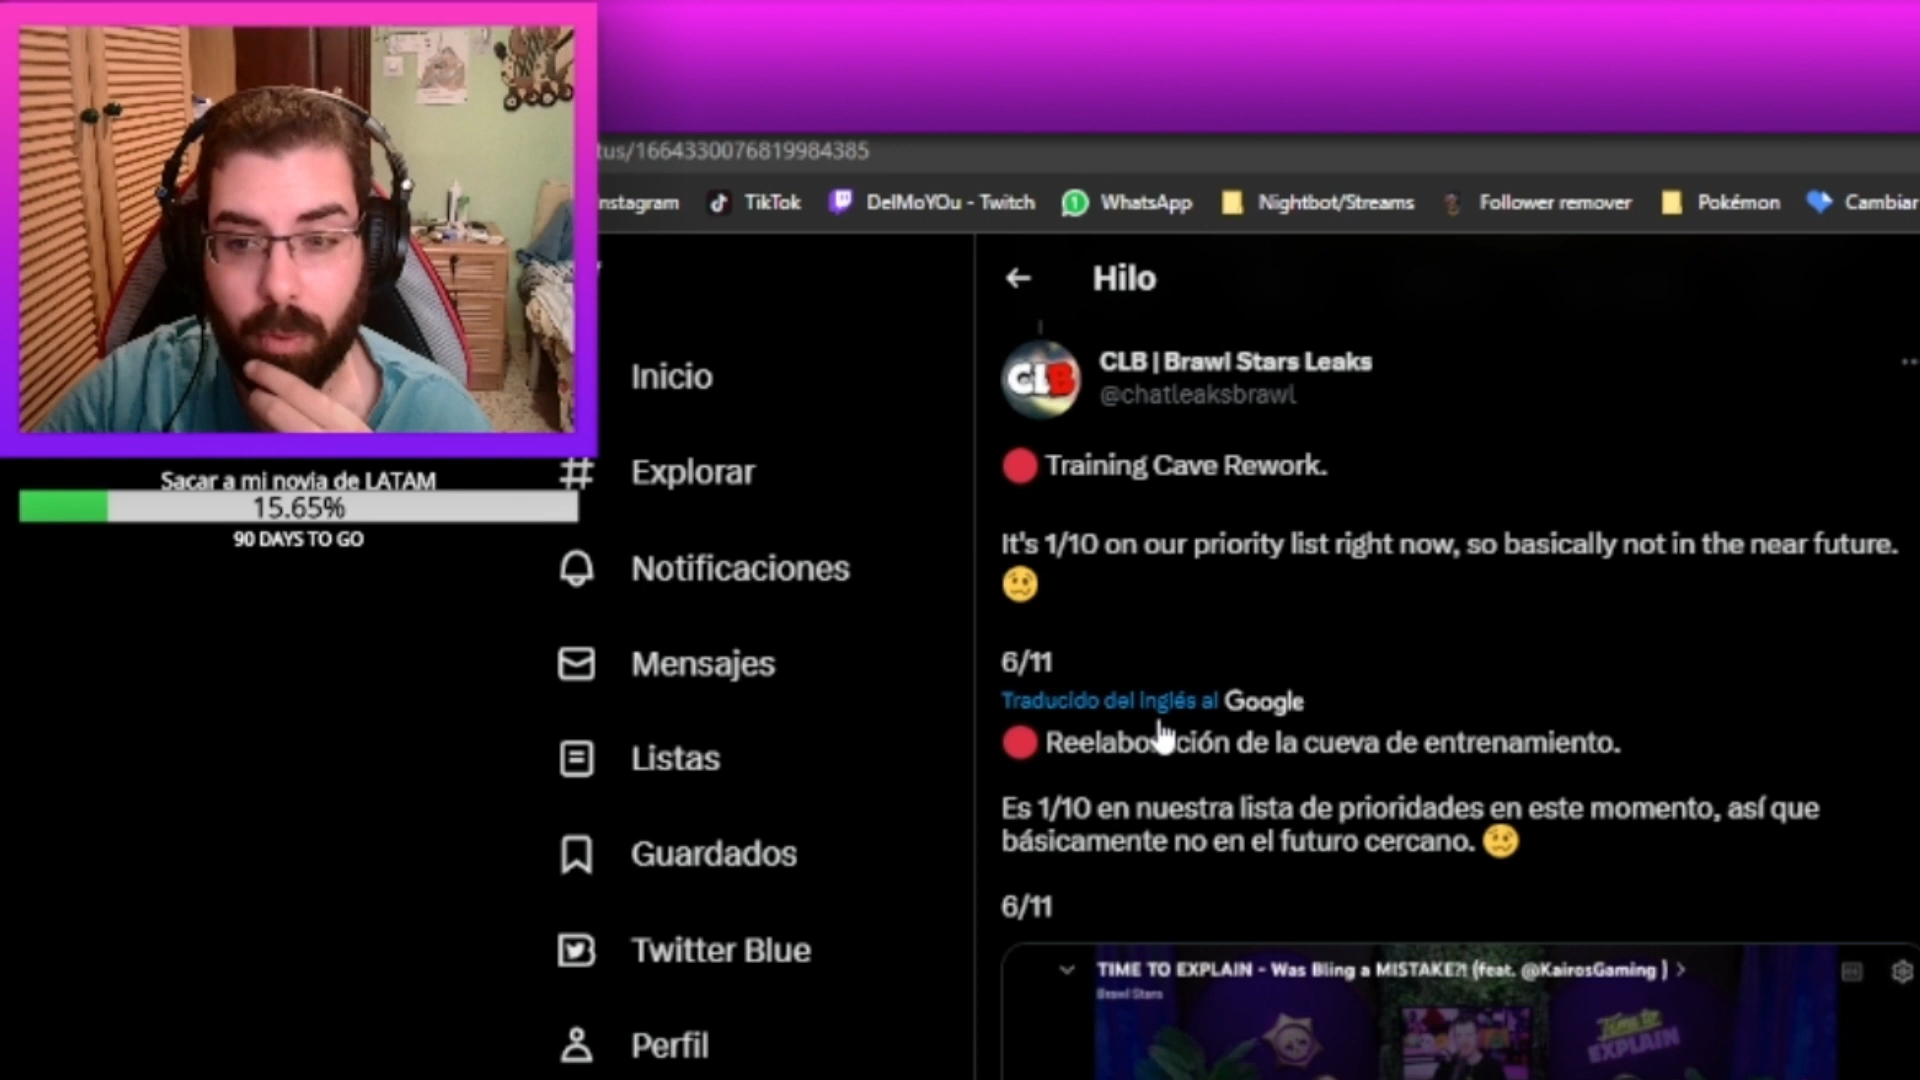 tus/1664330076819984385
nstagram
TikTok
DelMoYOu - Twitch
WhatsApp
Nightbot/Streams
Follower remover
Pokémon
Cambiar
Hilo
CLB | Brawl Stars Leaks
@chatleaksbrawl
Training Cave Rework.
It's 1/10 on our priority list right now, so basically not in the near future.
6/11
Traducido del inglés al Google
ción de la cueva de entrenamiento.
Es 1/10 en nuestra lista de prioridades en este momento, así que
básicamente no en el futuro cercano.
6/11
TIME TO EXPLAIN - Was Bling a MISTAKE?! (feat. @KairosGaming )
Brawl Stars
Time to
EXPLAIN
Inicio
Explorar
Notificaciones
Mensajes
Listas
Guardados
Twitter Blue
Perfil
Sacar a mi novia de LATAM
15.65%
90 DAYS TO GO
CLB